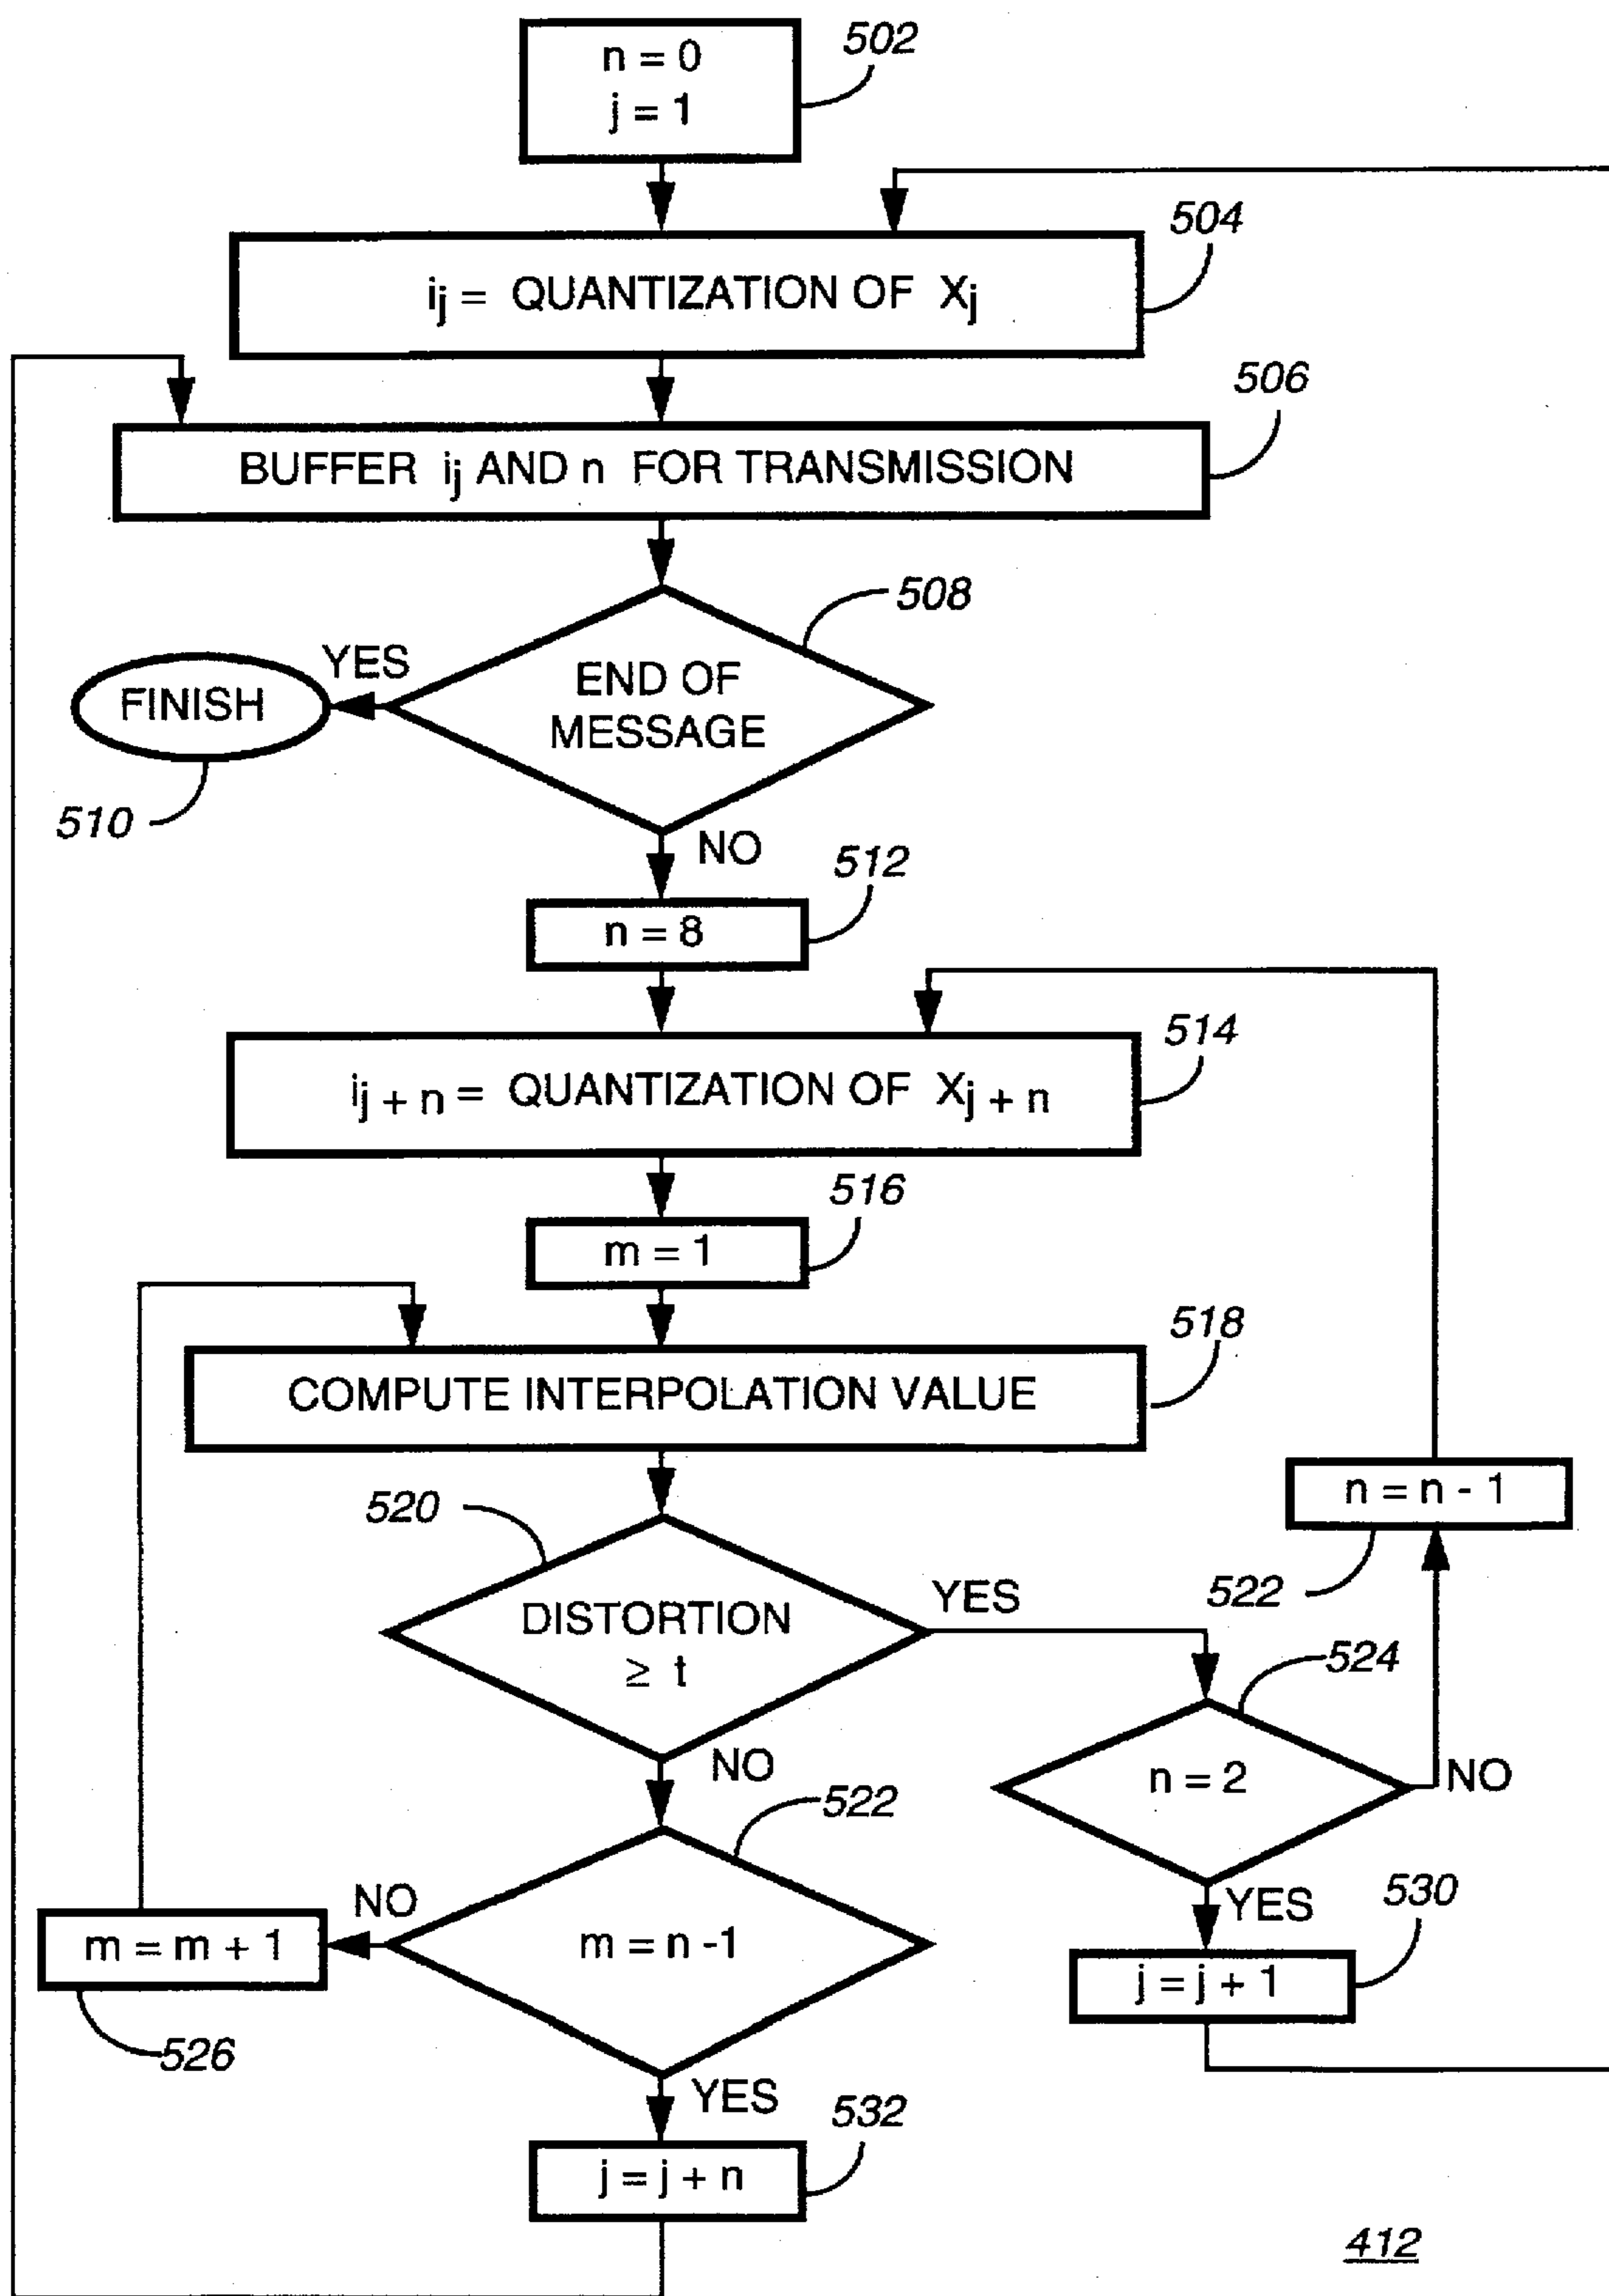 n = 0
j = 1
502
504
ij = QUANTIZATION OF Xj
506
BUFFER ij AND n FOR TRANSMISSION
508
END OF
MESSAGE
YES
FINISH
510
NO
512
n = 8
514
ij + n = QUANTIZATION OF Xj + n
516
m = 1
518
COMPUTE INTERPOLATION VALUE
n = n - 1
522
520
DISTORTION
≥ t
YES
524
n = 2
NO
NO
522
m = n -1
NO
m = m + 1
526
YES
530
j = j + 1
YES
532
j = j + n
412